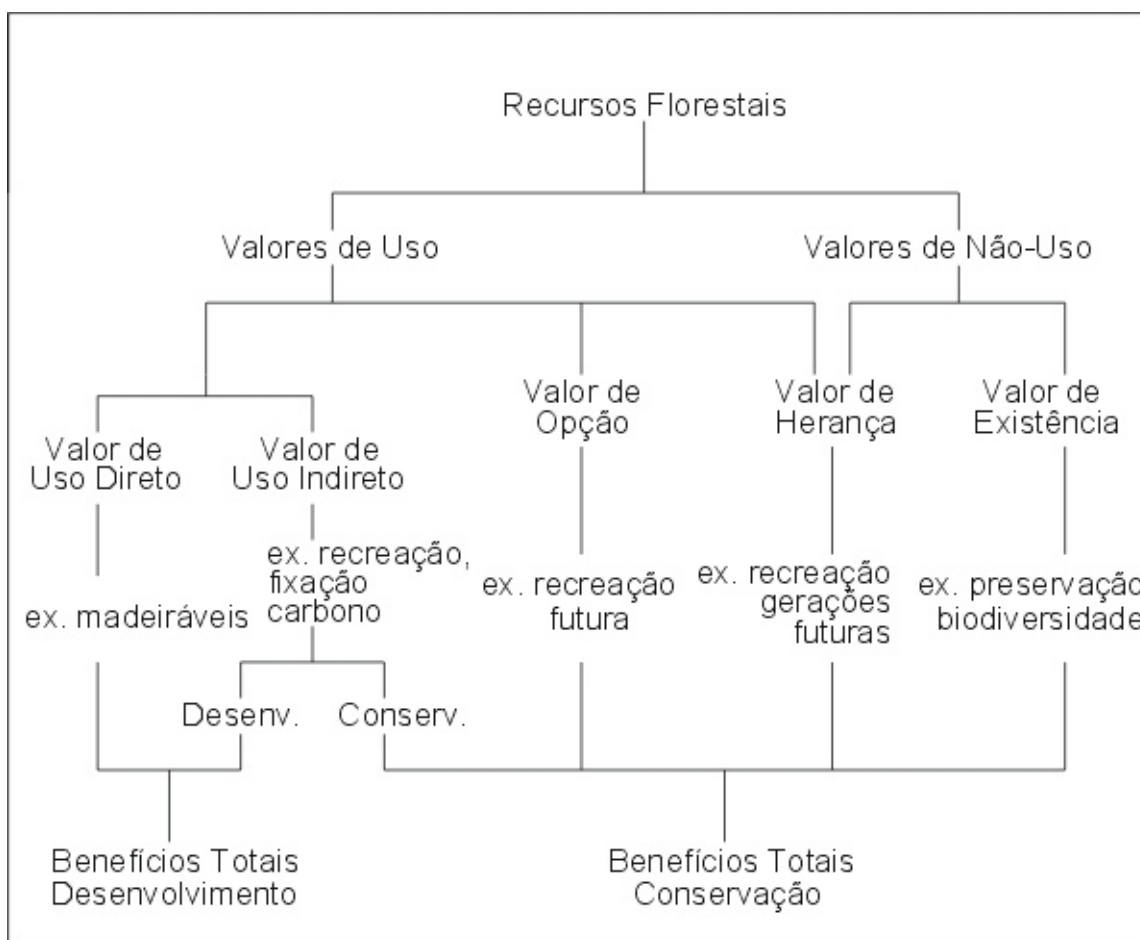 Recursos Florestais
Valores de Uso
Valores de Não-Uso
Valor de
Opção
Valor de
Herança
Valor de
Existência
Valor de
Uso Direto
Valor de
Uso Indireto
ex. recreação,
fixação
carbono
ex. madeiráveis
ex. recreação
futura
ex. recreação
gerações
futuras
ex. preservação
biodiversidade
Desenv.
Conserv.
Benefícios Totais
Desenvolvimento
Benefícios Totais
Conservação